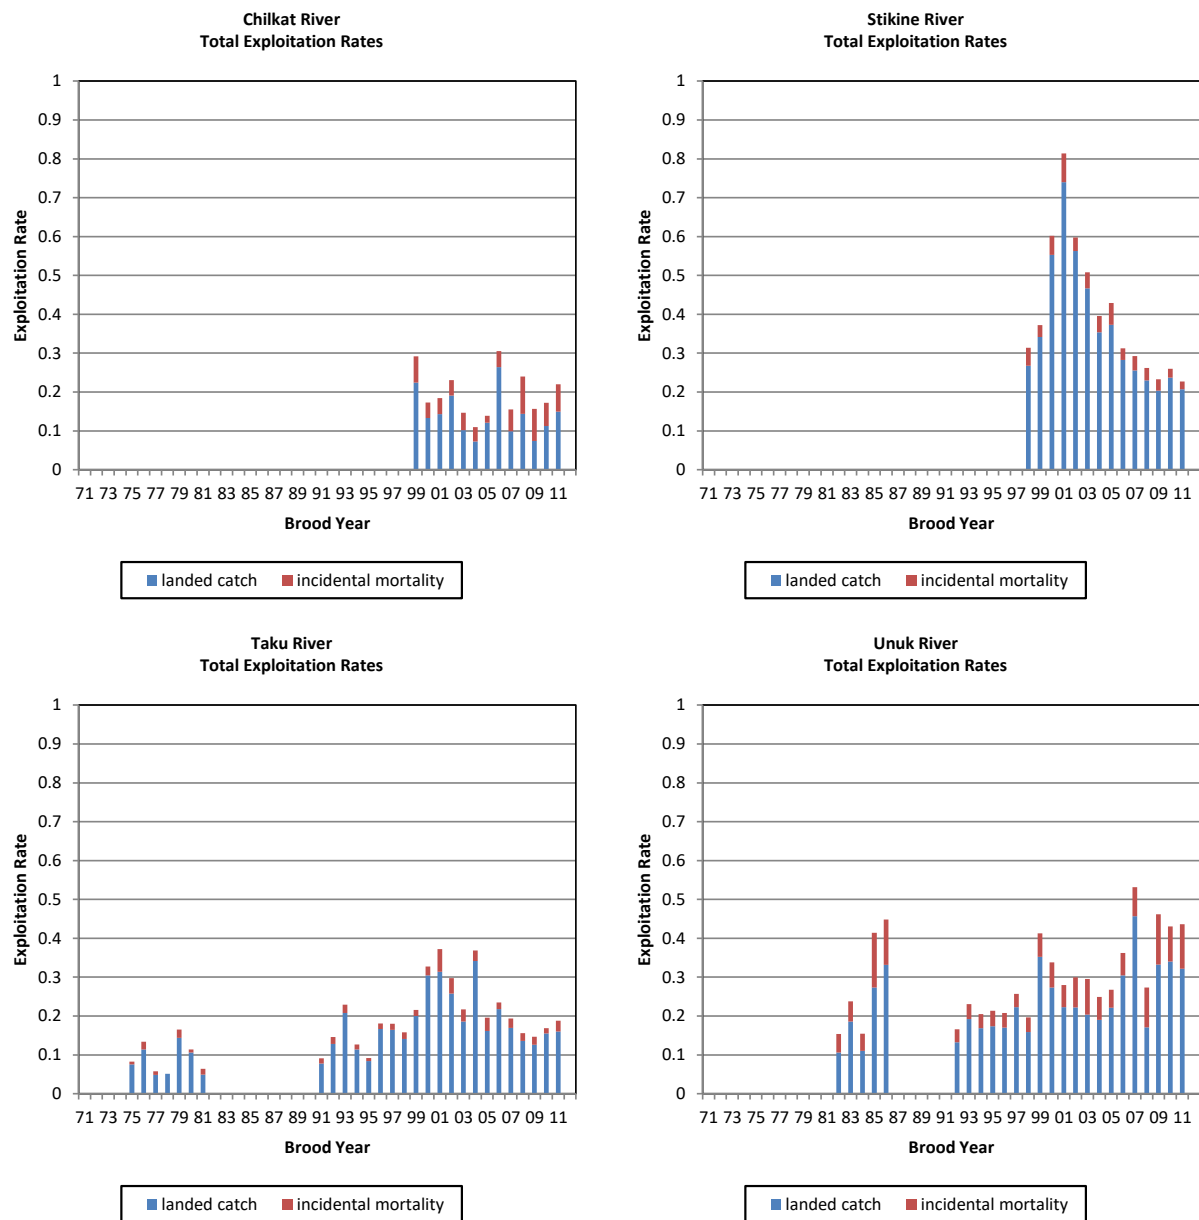 Chilkat River
Total Exploitation Rates
1
0.9
0.8
0.7
0.6
0.5
0.4
0.3
0.2
0.1
0
Exploitation Rate
71 73 75 77 79 81 83 85 87 89 91 93 95 97 99 01 03 05 07 09 11
Brood Year
landed catch incidental mortality
Stikine River
Total Exploitation Rates
1
0.9
0.8
0.7
0.6
0.5
0.4
0.3
0.2
0.1
0
Exploitation Rate
71 73 75 77 79 81 83 85 87 89 91 93 95 97 99 01 03 05 07 09 11
Brood Year
landed catch incidental mortality
Taku River
Total Exploitation Rates
1
0.9
0.8
0.7
0.6
0.5
0.4
0.3
0.2
0.1
0
Exploitation Rate
71 73 75 77 79 81 83 85 87 89 91 93 95 97 99 01 03 05 07 09 11
Brood Year
landed catch incidental mortality
Unuk River
Total Exploitation Rates
1
0.9
0.8
0.7
0.6
0.5
0.4
0.3
0.2
0.1
0
Exploitation Rate
71 73 75 77 79 81 83 85 87 89 91 93 95 97 99 01 03 05 07 09 11
Brood Year
landed catch incidental mortality